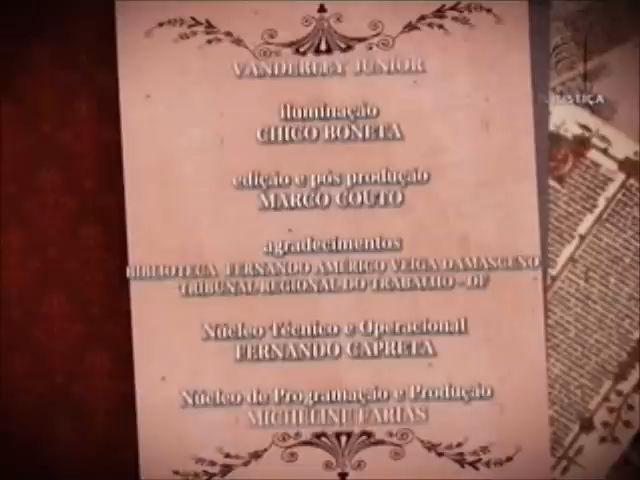 VANDERLEY JUNIOR
Iluminação
CHICO BONETA
edição e pós produção
MARCO COUTO
agradecimentos
BIBLIOTECA FERNANDO AMÉRICO VEIGA DAMASCENO
TRIBUNAL REGIONAL DO TRABALHO - DF
Núcleo Técnico e Operacional
FERNANDO CAPRETA
Núcleo de Programação e Produção
MICHELINE FARIAS
JUSTIÇA